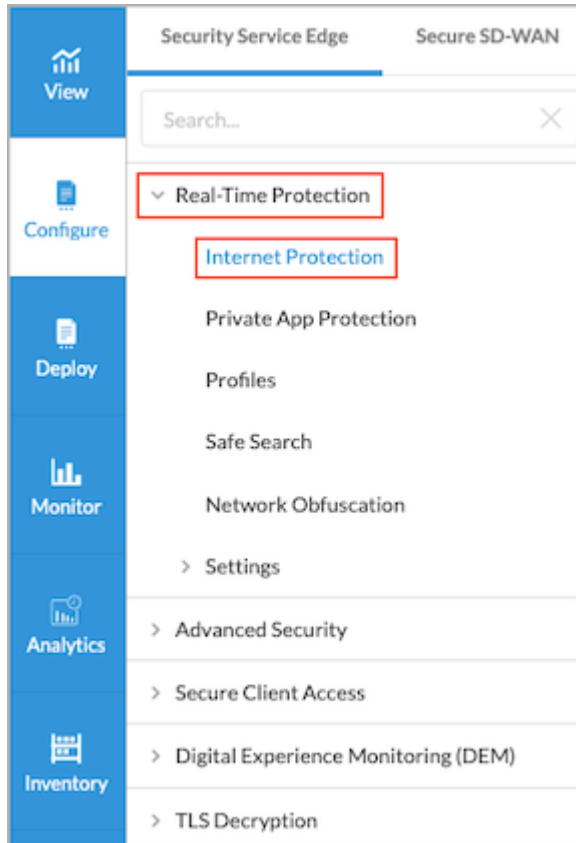 View
Configure
Deploy
Monitor
Analytics
Inventory
Security Service Edge Secure SD-WAN
Search...
Real-Time Protection
Internet Protection
Private App Protection
Profiles
Safe Search
Network Obfuscation
Settings
Advanced Security
Secure Client Access
Digital Experience Monitoring (DEM)
TLS Decryption